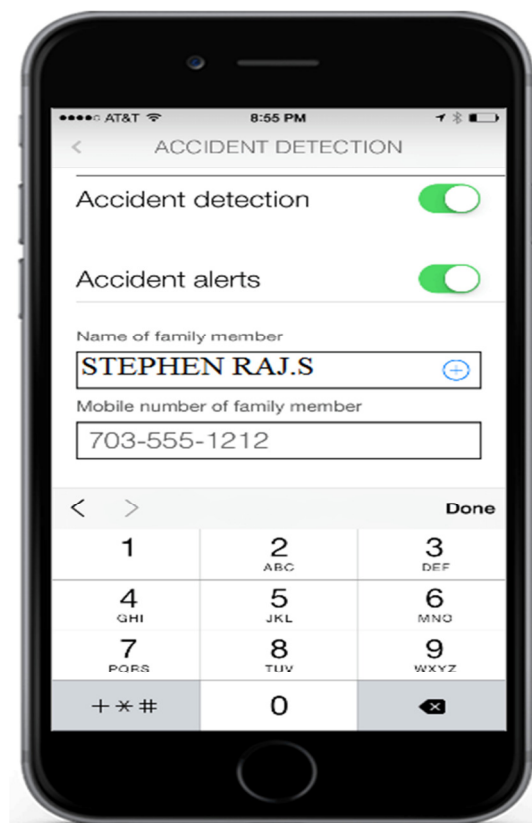 AT&T 8:55 PM
< ACCIDENT DETECTION
Accident detection
Accident alerts
Name of family member
STEPHEN RAJ.S
Mobile number of family member
703-555-1212
< > Done
1 2 3
ABC DEF
4 5 6
GHI JKL MNO
7 8 9
PQRS TUV WXYZ
+*# 0